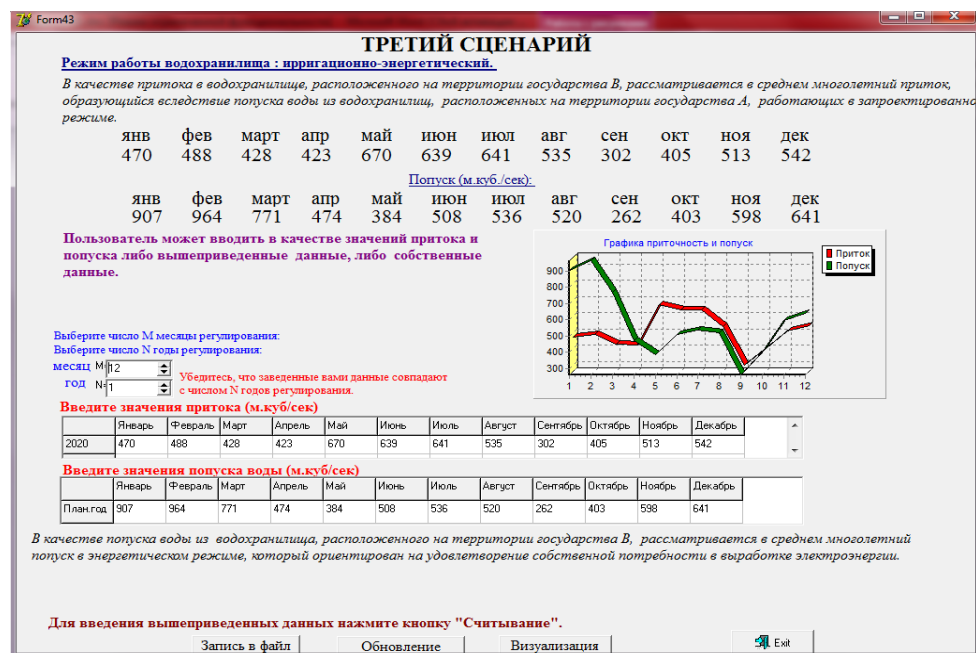 Form43
ТРЕТИЙ СЦЕНАРИЙ
Режим работы водохранилища : ирригационно-энергетический.
В качестве притока в водохранилище, расположенного на территории государства В, рассматривается в среднем многолетний приток,
образующийся вследствие попуска воды из водохранилищ, расположенных на территории государства А, работающих в запроектированно
режиме.
янв фев март апр май июн июл авг сен окт ноя дек
470 488 428 423 670 639 641 535 302 405 513 542
Попуск (м.куб./сек):
янв фев март апр май июн июл авг сен окт ноя дек
907 964 771 474 384 508 536 520 262 403 598 641
Пользователь может вводить в качестве значений притока и
попуска либо вышеприведенные данные, либо собственные
данные.
Графика приточность и попуск
Приток
Попуск
900
800
700
600
500
400
300
1 2 3 4 5 6 7 8 9 10 11 12
Выберите число M месяцы регулирования:
Выберите число N годы регулирования:
месяц M= 12
год N= 1
Убедитесь, что заведенные вами данные совпадают
с числом N годов регулирования.
Введите значения притока (м.куб/сек)
Январь Февраль Март Апрель Май Июнь Июль Август Сентябрь Октябрь Ноябрь Декабрь
2020 470 488 428 423 670 639 641 535 302 405 513 542
Введите значения попуска воды (м.куб/сек)
Январь Февраль Март Апрель Май Июнь Июль Август Сентябрь Октябрь Ноябрь Декабрь
План.год 907 964 771 474 384 508 536 520 262 403 598 641
В качестве попуска воды из водохранилища, расположенного на территории государства В, рассматривается в среднем многолетний
попуск в энергетическом режиме, который ориентирован на удовлетворение собственной потребности в выработке электроэнергии.
Для введения вышеприведенных данных нажмите кнопку "Считывание".
Запись в файл Обновление Визуализация Exit